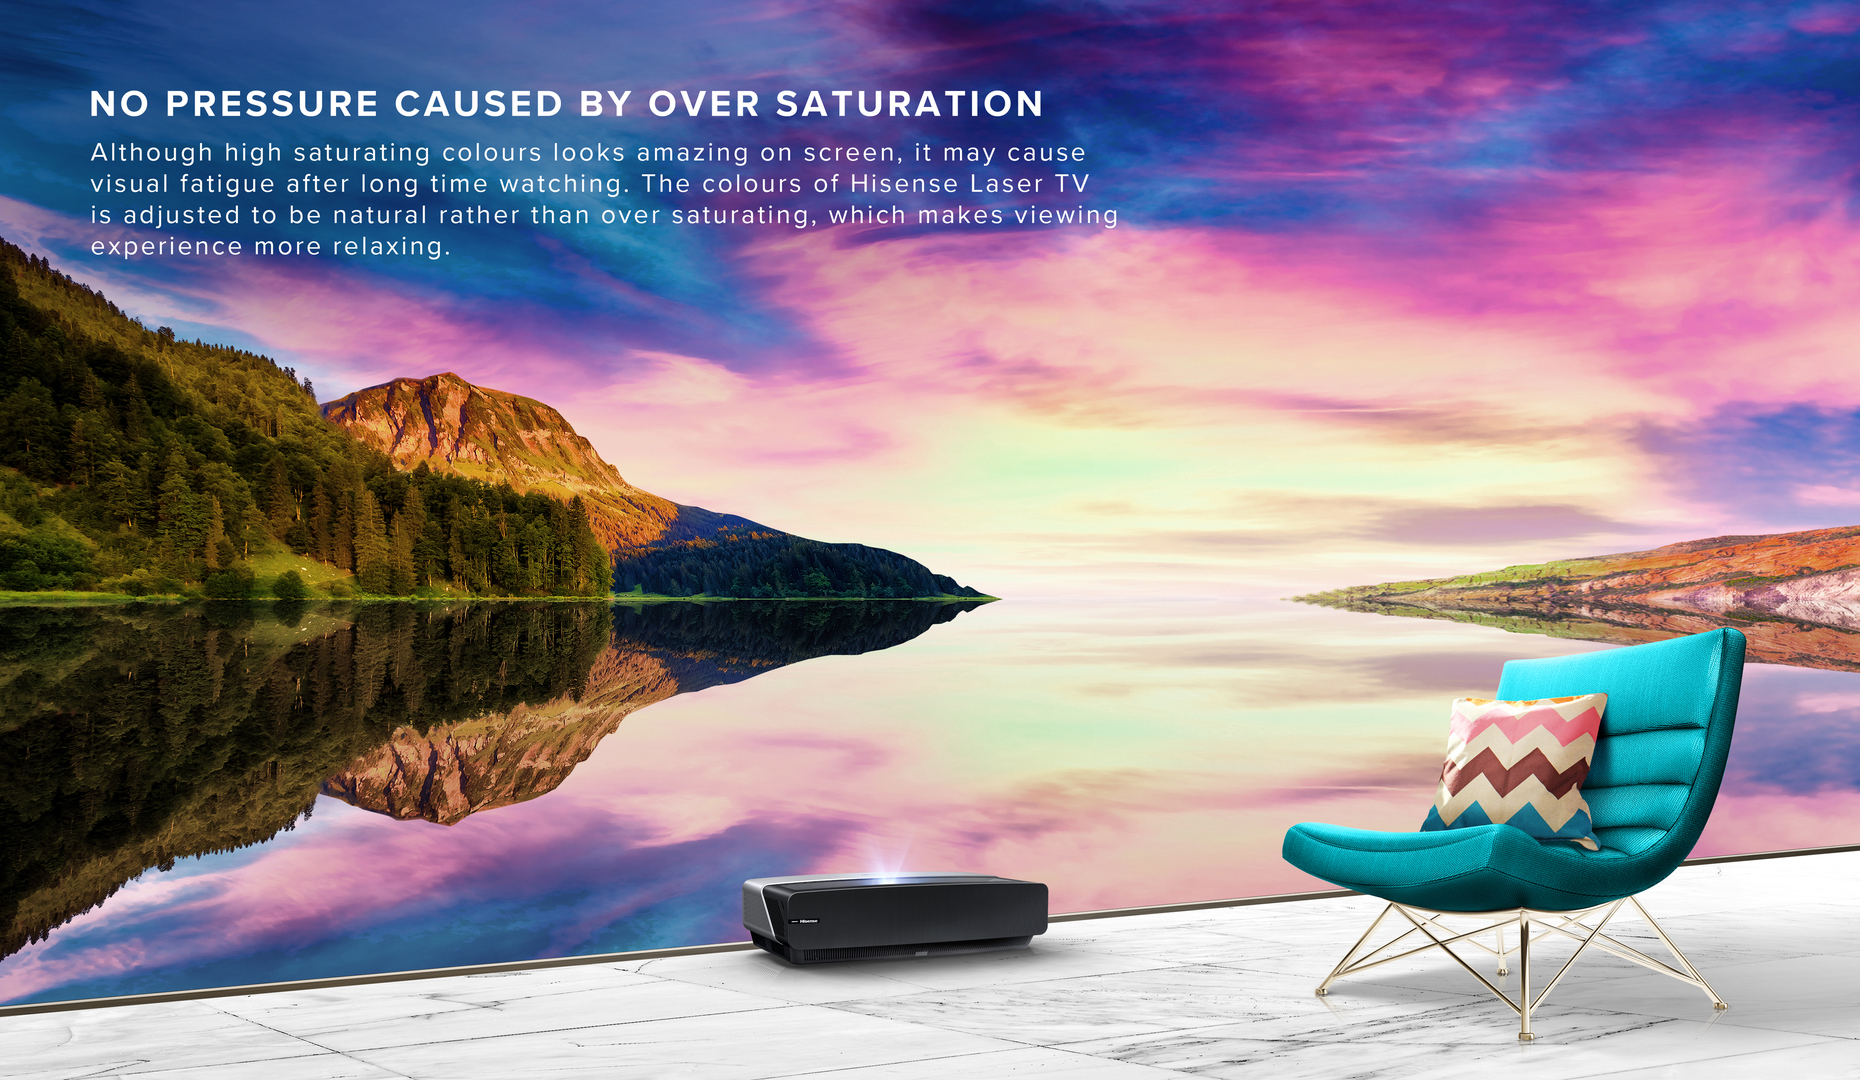 NO PRESSURE CAUSED BY OVER SATURATION
Although high saturating colours looks amazing on screen, it may cause
visual fatigue after long time watching. The colours of Hisense Laser TV
is adjusted to be natural rather than over saturating, which makes viewing
experience more relaxing.
Hisense